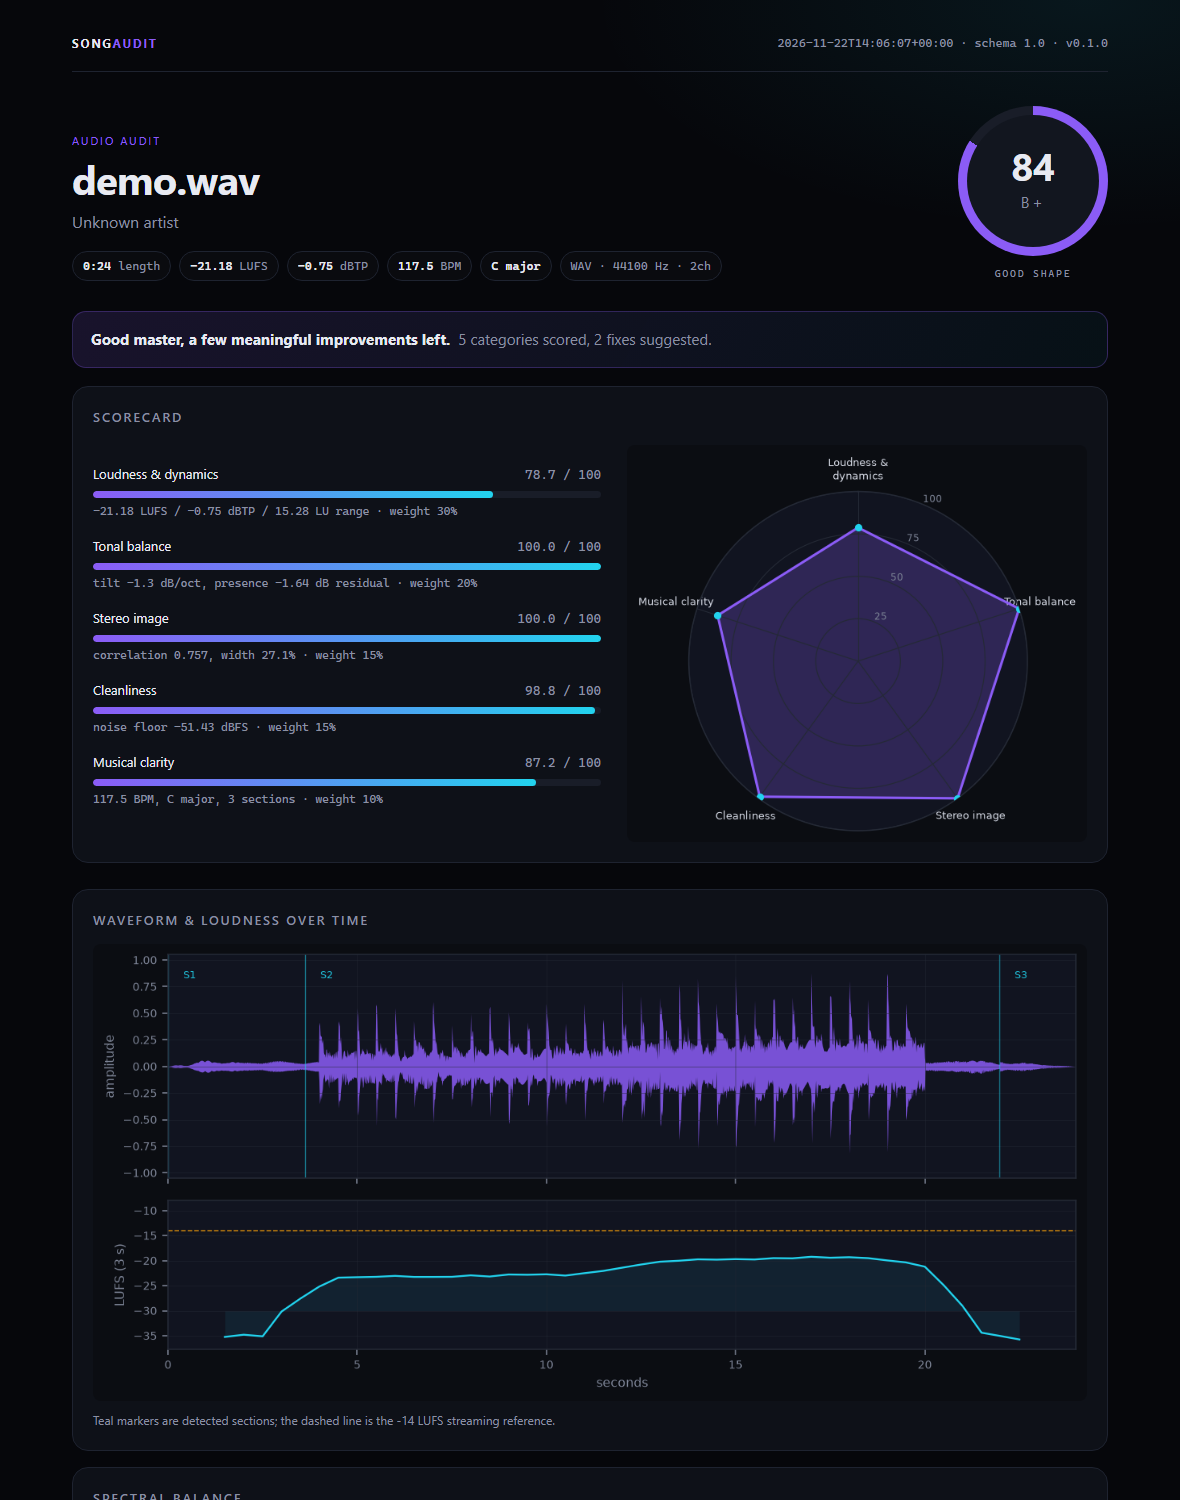 SONGAUDIT
2026-11-22T14:06:07+00:00 · schema 1.0 · v0.1.0
AUDIO AUDIT
demo.wav
Unknown artist
0:24 length
−21.18 LUFS
−0.75 dBTP
117.5 BPM
C major
WAV · 44100 Hz · 2ch
84
B +
GOOD SHAPE
Good master, a few meaningful improvements left. 5 categories scored, 2 fixes suggested.
SCORECARD
Loudness & dynamics
78.7 / 100
−21.18 LUFS / −0.75 dBTP / 15.28 LU range · weight 30%
Tonal balance
100.0 / 100
tilt −1.3 dB/oct, presence −1.64 dB residual · weight 20%
Stereo image
100.0 / 100
correlation 0.757, width 27.1% · weight 15%
Cleanliness
98.8 / 100
noise floor −51.43 dBFS · weight 15%
Musical clarity
87.2 / 100
117.5 BPM, C major, 3 sections · weight 10%
Loudness &
dynamics
100
75
50
25
Musical clarity
Tonal balance
Cleanliness
Stereo image
WAVEFORM & LOUDNESS OVER TIME
amplitude
1.00
0.75
0.50
0.25
0.00
−0.25
−0.50
−0.75
−1.00
S1
S2
S3
LUFS (3 s)
−10
−15
−20
−25
−30
−35
0
5
10
15
20
seconds
Teal markers are detected sections; the dashed line is the -14 LUFS streaming reference.
SPECTRAL BALANCE